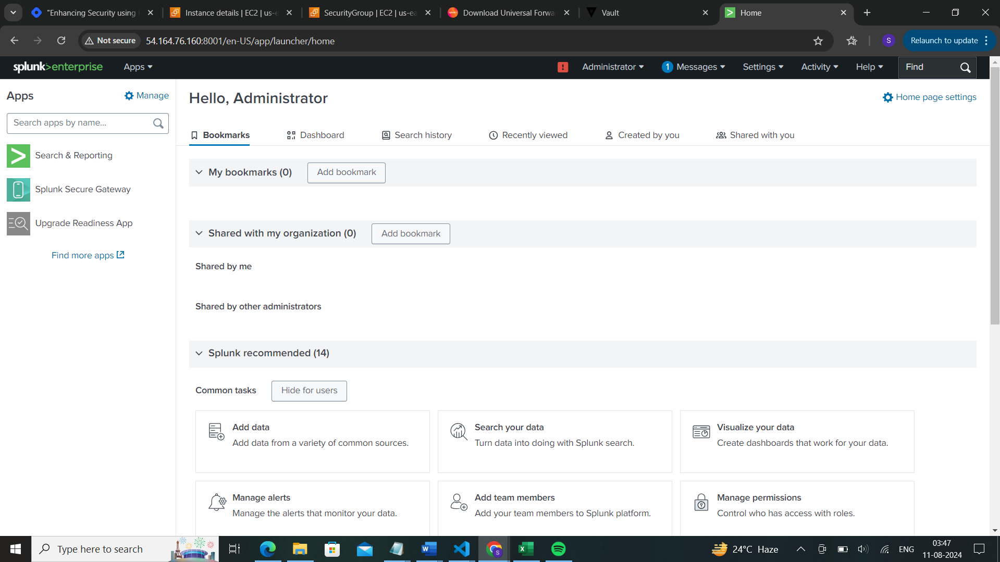 "Enhancing Security using
Instance details | EC2 | us-e
SecurityGroup | EC2 | us-ea
Download Universal Forwa
Vault
Home
Not secure
54.164.76.160:8001/en-US/app/launcher/home
S
Relaunch to update
splunk>enterprise
Apps
Administrator
1
Messages
Settings
Activity
Help
Find
Apps
Manage
Search apps by name...
Search & Reporting
Splunk Secure Gateway
Upgrade Readiness App
Find more apps
Hello, Administrator
Home page settings
Bookmarks
Dashboard
Search history
Recently viewed
Created by you
Shared with you
My bookmarks (0)
Add bookmark
Shared with my organization (0)
Add bookmark
Shared by me
Shared by other administrators
Splunk recommended (14)
Common tasks
Hide for users
Add data
Add data from a variety of common sources.
Search your data
Turn data into doing with Splunk search.
Visualize your data
Create dashboards that work for your data.
Manage alerts
Manage the alerts that monitor your data.
Add team members
Add your team members to Splunk platform.
Manage permissions
Control who has access with roles.
Type here to search
24°C Haze
ENG
03:47
11-08-2024